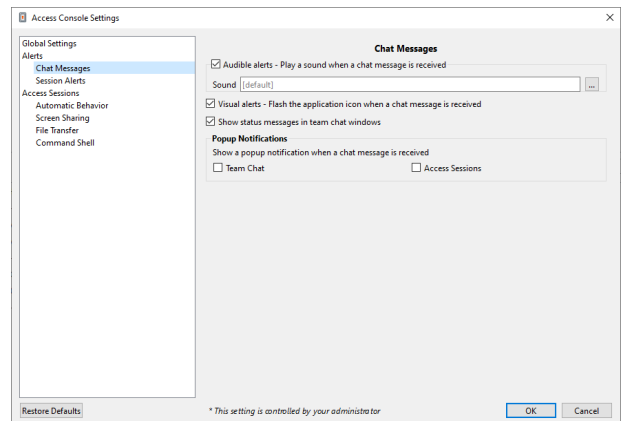 Access Console Settings
Global Settings
Alerts
Chat Messages
Session Alerts
Access Sessions
Automatic Behavior
Screen Sharing
File Transfer
Command Shell
Chat Messages
Audible alerts - Play a sound when a chat message is received
Sound [default] ...
Visual alerts - Flash the application icon when a chat message is received
Show status messages in team chat windows
Popup Notifications
Show a popup notification when a chat message is received
Team Chat Access Sessions
Restore Defaults * This setting is controlled by your administrator OK Cancel